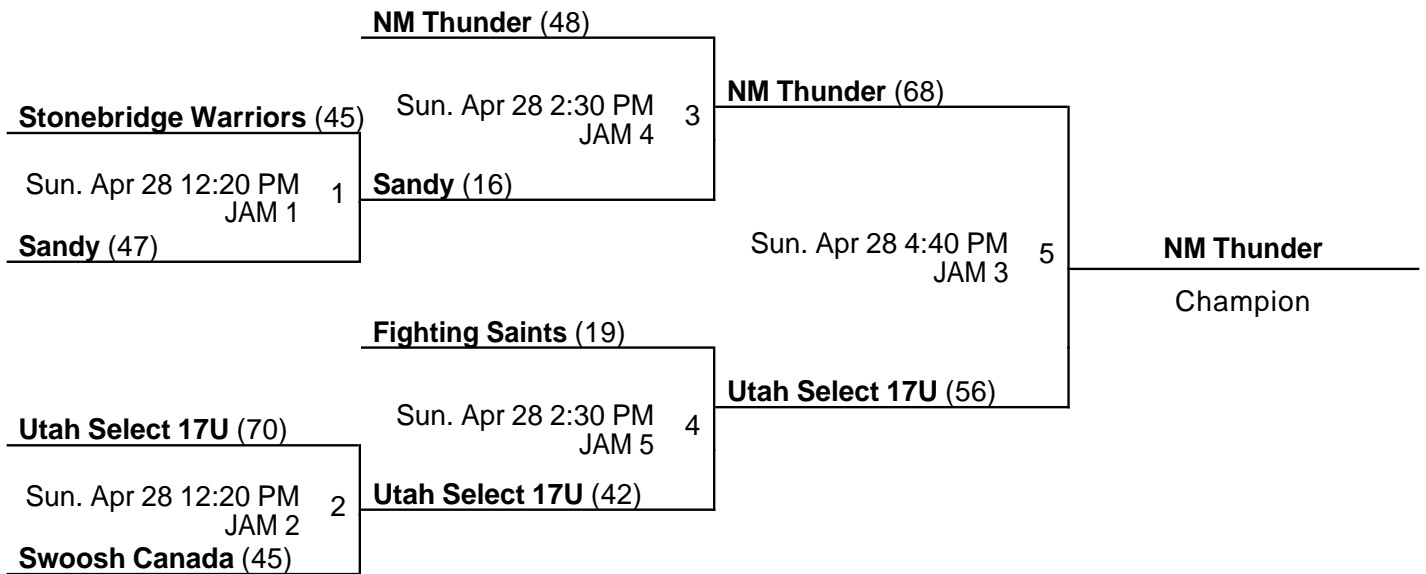 NM Thunder (48)
Stonebridge Warriors (45)
Sun. Apr 28 2:30 PM
JAM 4
3
NM Thunder (68)
Sun. Apr 28 12:20 PM
JAM 1
1
Sandy (16)
Sandy (47)
Sun. Apr 28 4:40 PM
JAM 3
5
NM Thunder
Champion
Fighting Saints (19)
Utah Select 17U (70)
Sun. Apr 28 2:30 PM
JAM 5
4
Utah Select 17U (56)
Sun. Apr 28 12:20 PM
JAM 2
2
Utah Select 17U (42)
Swoosh Canada (45)